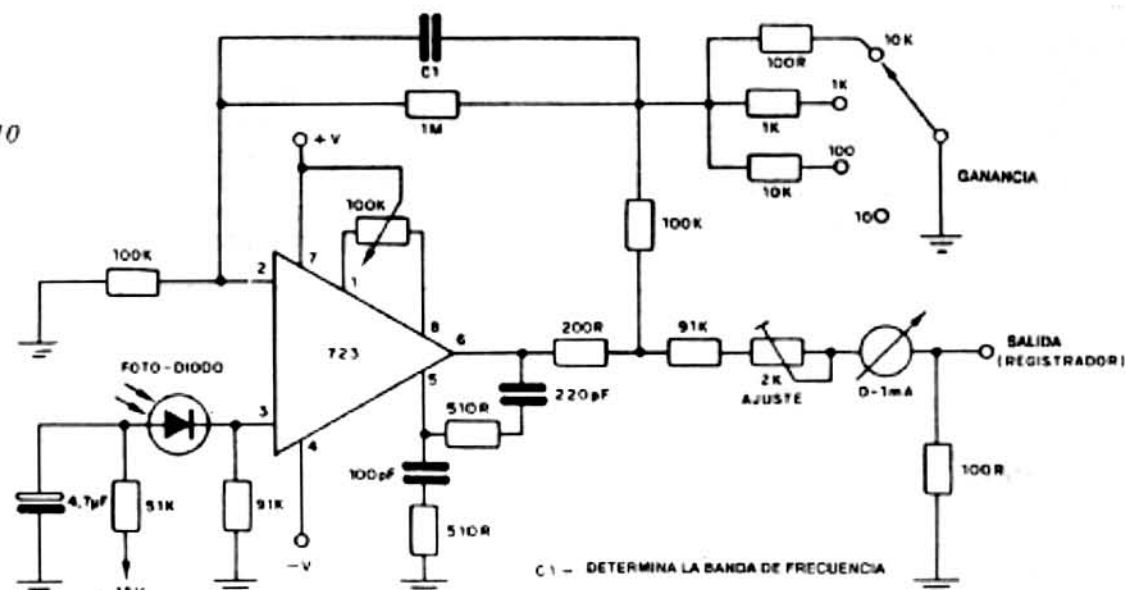 10
C1
1M
100R
10K
1K
1K
10K
100
10
GANANCIA
+V
100K
100K
100K
2
7
1
8
723
6
5
3
4
-V
200R
91K
2K
AJUSTE
0-1mA
SALIDA
(REGISTRADOR)
FOTO-DIODO
510R
220pF
100pF
510R
4,7µF
91K
100R
C1 - DETERMINA LA BANDA DE FRECUENCIA